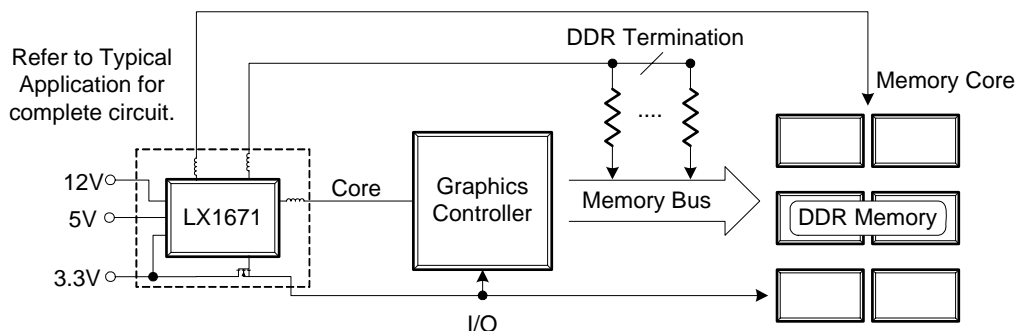 Refer to Typical
Application for
complete circuit.
DDR Termination
Memory Core
....
12V
5V
3.3V
LX1671
Core
Graphics
Controller
Memory Bus
DDR Memory
I/O